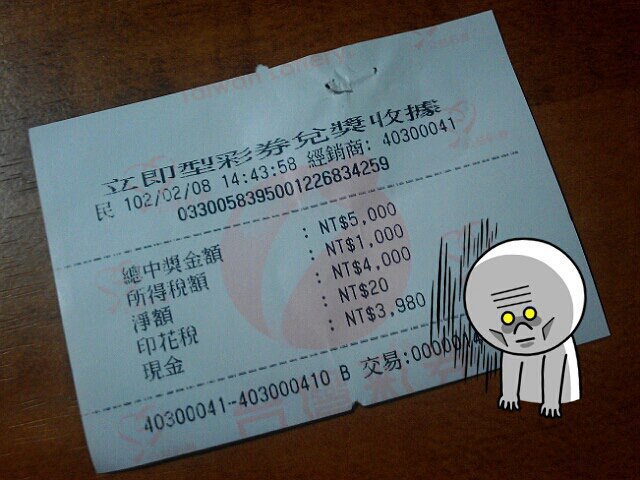 立即型彩券兌獎收據
民 102/02/08 14:43:58 經銷商: 40300041
0330058395001226834259
總中獎金額 : NT$5,000
所得稅額 : NT$1,000
淨額 : NT$4,000
印花稅 : NT$20
現金 : NT$3,980
40300041-403000410 B 交易:00000